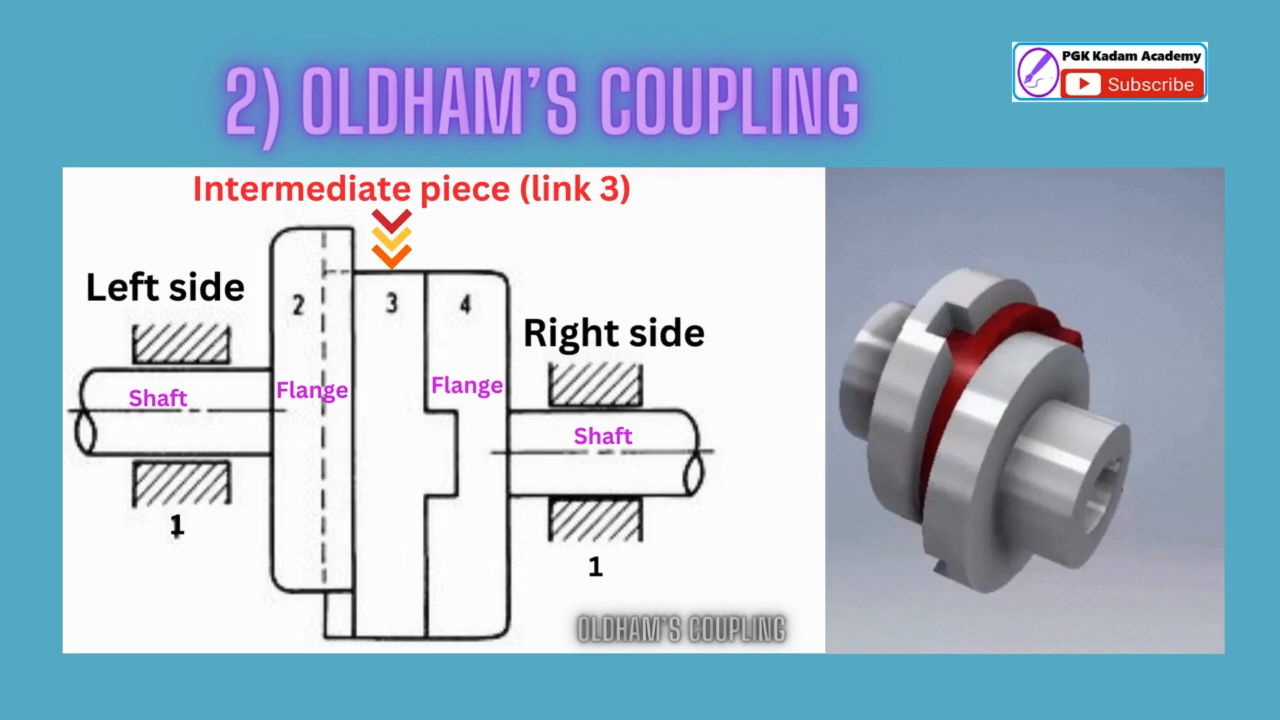 2) OLDHAM'S COUPLING
PGK Kadam Academy
Subscribe
Intermediate piece (link 3)
Left side
2
3
4
Right side
Shaft
Flange
Flange
Shaft
1
1
OLDHAM'S COUPLING